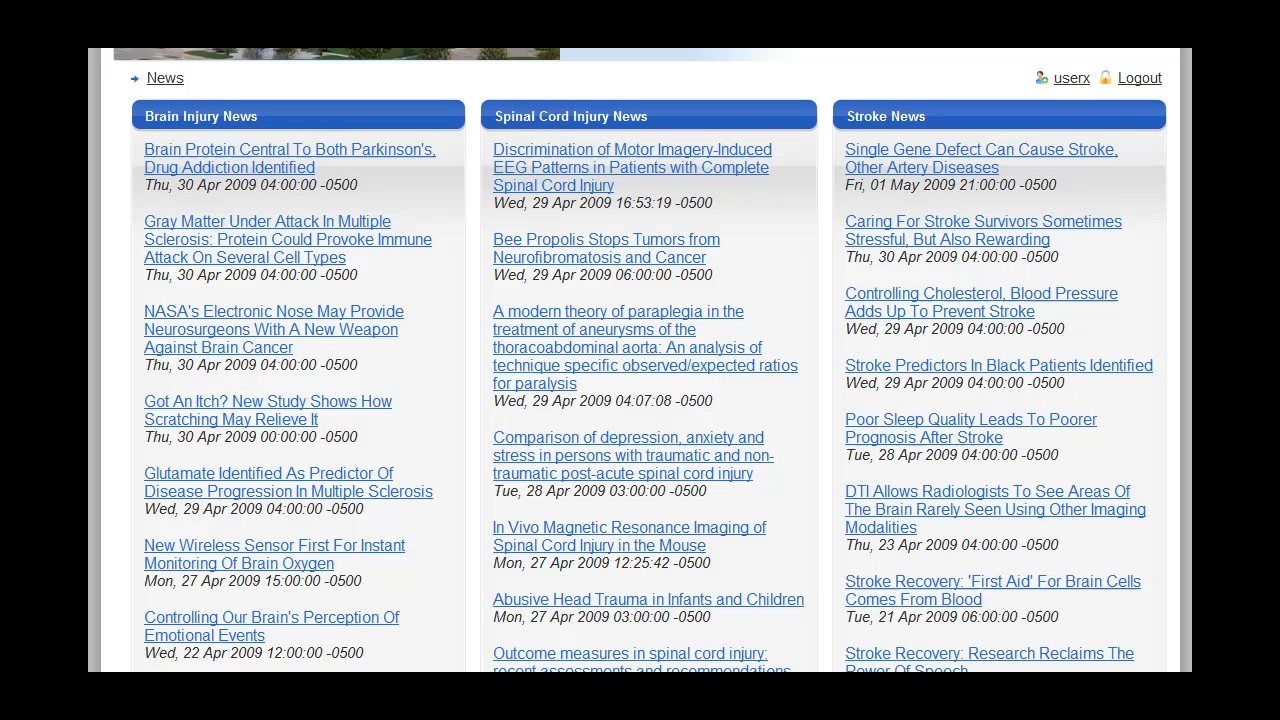 News
userx
Logout
Brain Injury News
Brain Protein Central To Both Parkinson's,
Drug Addiction Identified
Thu, 30 Apr 2009 04:00:00 -0500
Gray Matter Under Attack In Multiple
Sclerosis: Protein Could Provoke Immune
Attack On Several Cell Types
Thu, 30 Apr 2009 04:00:00 -0500
NASA's Electronic Nose May Provide
Neurosurgeons With A New Weapon
Against Brain Cancer
Thu, 30 Apr 2009 04:00:00 -0500
Got An Itch? New Study Shows How
Scratching May Relieve It
Thu, 30 Apr 2009 00:00:00 -0500
Glutamate Identified As Predictor Of
Disease Progression In Multiple Sclerosis
Wed, 29 Apr 2009 04:00:00 -0500
New Wireless Sensor First For Instant
Monitoring Of Brain Oxygen
Mon, 27 Apr 2009 15:00:00 -0500
Controlling Our Brain's Perception Of
Emotional Events
Wed, 22 Apr 2009 12:00:00 -0500
Spinal Cord Injury News
Discrimination of Motor Imagery-Induced
EEG Patterns in Patients with Complete
Spinal Cord Injury
Wed, 29 Apr 2009 16:53:19 -0500
Bee Propolis Stops Tumors from
Neurofibromatosis and Cancer
Wed, 29 Apr 2009 06:00:00 -0500
A modern theory of paraplegia in the
treatment of aneurysms of the
thoracoabdominal aorta: An analysis of
technique specific observed/expected ratios
for paralysis
Wed, 29 Apr 2009 04:07:08 -0500
Comparison of depression, anxiety and
stress in persons with traumatic and non-
traumatic post-acute spinal cord injury
Tue, 28 Apr 2009 03:00:00 -0500
In Vivo Magnetic Resonance Imaging of
Spinal Cord Injury in the Mouse
Mon, 27 Apr 2009 12:25:42 -0500
Abusive Head Trauma in Infants and Children
Mon, 27 Apr 2009 03:00:00 -0500
Outcome measures in spinal cord injury:
recent assessments and recommendations
Stroke News
Single Gene Defect Can Cause Stroke,
Other Artery Diseases
Fri, 01 May 2009 21:00:00 -0500
Caring For Stroke Survivors Sometimes
Stressful, But Also Rewarding
Thu, 30 Apr 2009 04:00:00 -0500
Controlling Cholesterol, Blood Pressure
Adds Up To Prevent Stroke
Wed, 29 Apr 2009 04:00:00 -0500
Stroke Predictors In Black Patients Identified
Wed, 29 Apr 2009 04:00:00 -0500
Poor Sleep Quality Leads To Poorer
Prognosis After Stroke
Tue, 28 Apr 2009 04:00:00 -0500
DTI Allows Radiologists To See Areas Of
The Brain Rarely Seen Using Other Imaging
Modalities
Thu, 23 Apr 2009 04:00:00 -0500
Stroke Recovery: 'First Aid' For Brain Cells
Comes From Blood
Tue, 21 Apr 2009 06:00:00 -0500
Stroke Recovery: Research Reclaims The
Power Of Speech